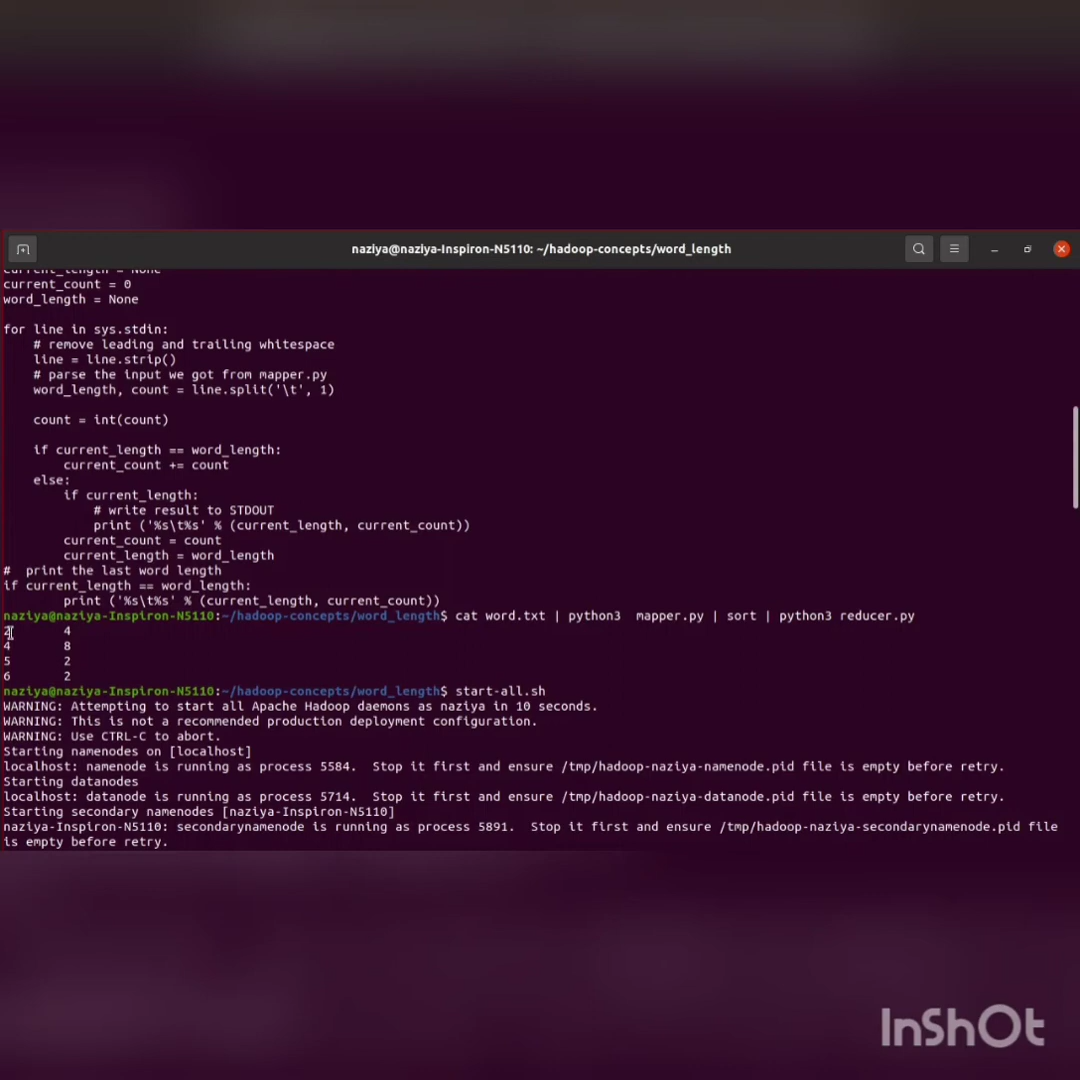 naziya@naziya-Inspiron-N5110: ~/hadoop-concepts/word_length
current_length = None
current_count = 0
word_length = None
for line in sys.stdin:
    # remove leading and trailing whitespace
    line = line.strip()
    # parse the input we got from mapper.py
    word_length, count = line.split('\t', 1)
    count = int(count)
    if current_length == word_length:
        current_count += count
    else:
        if current_length:
            # write result to STDOUT
            print ('%s\t%s' % (current_length, current_count))
        current_count = count
        current_length = word_length
#  print the last word length
if current_length == word_length:
        print ('%s\t%s' % (current_length, current_count))
naziya@naziya-Inspiron-N5110:~/hadoop-concepts/word_length$ cat word.txt | python3  mapper.py | sort | python3 reducer.py
2       4
4       8
5       2
6       2
naziya@naziya-Inspiron-N5110:~/hadoop-concepts/word_length$ start-all.sh
WARNING: Attempting to start all Apache Hadoop daemons as naziya in 10 seconds.
WARNING: This is not a recommended production deployment configuration.
WARNING: Use CTRL-C to abort.
Starting namenodes on [localhost]
localhost: namenode is running as process 5584.  Stop it first and ensure /tmp/hadoop-naziya-namenode.pid file is empty before retry.
Starting datanodes
localhost: datanode is running as process 5714.  Stop it first and ensure /tmp/hadoop-naziya-datanode.pid file is empty before retry.
Starting secondary namenodes [naziya-Inspiron-N5110]
naziya-Inspiron-N5110: secondarynamenode is running as process 5891.  Stop it first and ensure /tmp/hadoop-naziya-secondarynamenode.pid file
is empty before retry.
InShOt